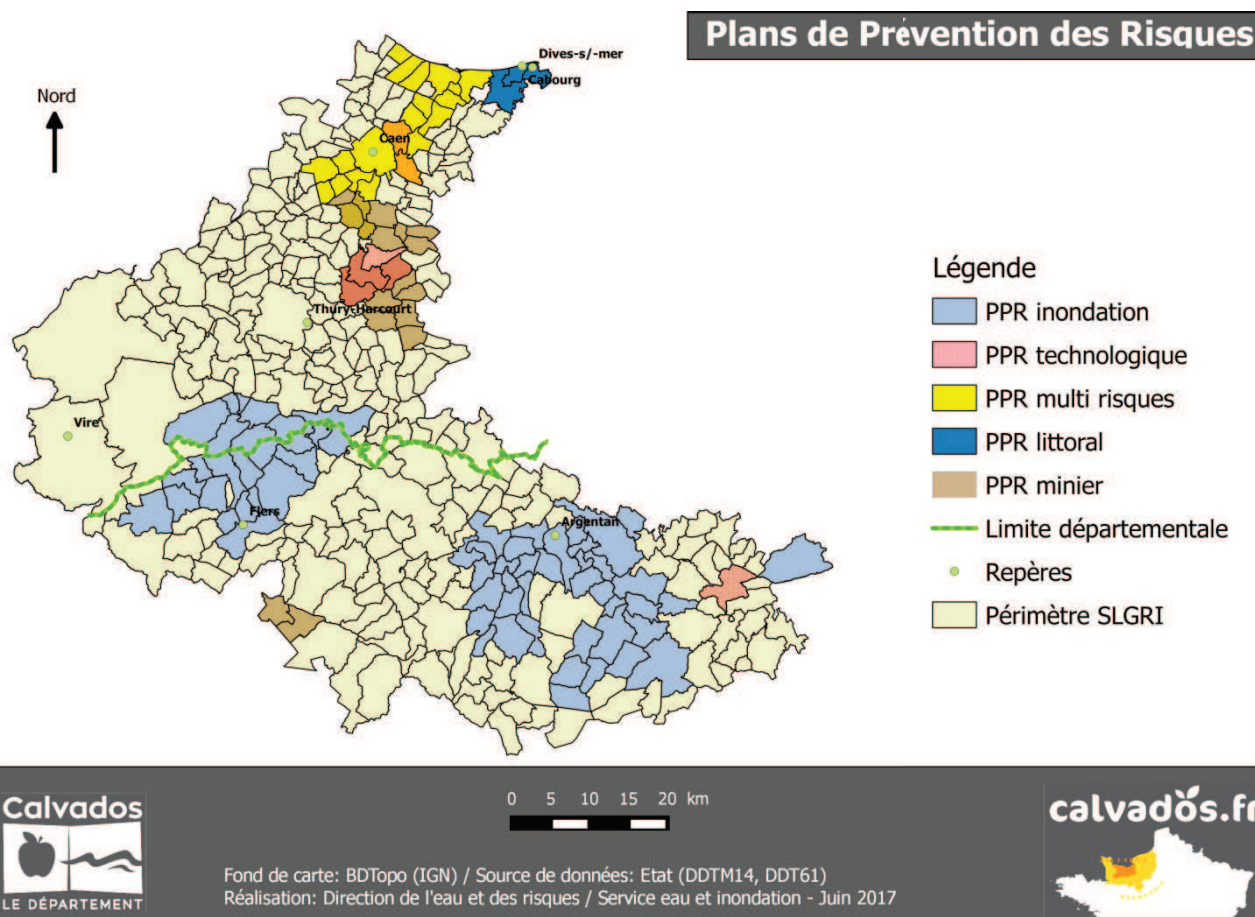 Plans de Prévention des Risques
Nord
Dives-s/-mer
Cabourg
Caen
Thury-Harcourt
Vire
Flers
Argentan
Légende
PPR inondation
PPR technologique
PPR multi risques
PPR littoral
PPR minier
Limite départementale
Repères
Périmètre SLGRI
Calvados
LE DÉPARTEMENT
0 5 10 15 20 km
Fond de carte: BDTopo (IGN) / Source de données: Etat (DDTM14, DDT61)
Réalisation: Direction de l'eau et des risques / Service eau et inondation - Juin 2017
calvados.fr